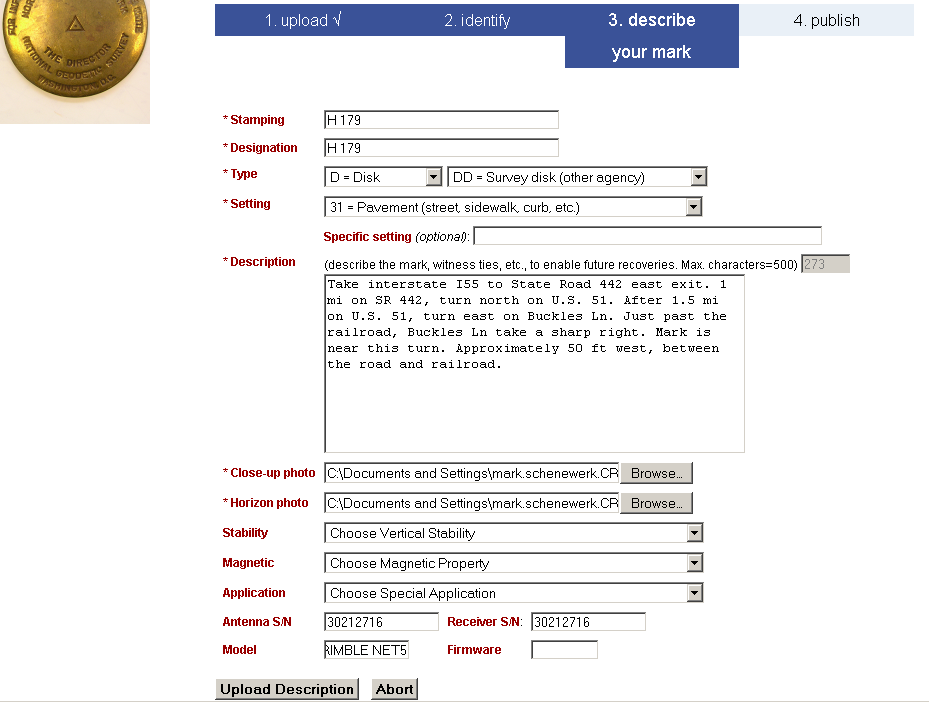 THE DIRECTOR
NATIONAL GEODETIC SURVEY
WASHINGTON, D.C.
1. upload √
2. identify
3. describe
your mark
4. publish
* Stamping H 179
* Designation H 179
* Type D = Disk DD = Survey disk (other agency)
* Setting 31 = Pavement (street, sidewalk, curb, etc.)
Specific setting (optional):
* Description (describe the mark, witness ties, etc., to enable future recoveries. Max. characters=500) 273
Take interstate I55 to State Road 442 east exit. 1
mi on SR 442, turn north on U.S. 51. After 1.5 mi
on U.S. 51, turn east on Buckles Ln. Just past the
railroad, Buckles Ln take a sharp right. Mark is
near this turn. Approximately 50 ft west, between
the road and railroad.
* Close-up photo C:\Documents and Settings\mark.schenewerk.CR Browse...
* Horizon photo C:\Documents and Settings\mark.schenewerk.CR Browse...
Stability Choose Vertical Stability
Magnetic Choose Magnetic Property
Application Choose Special Application
Antenna S/N 30212716 Receiver S/N: 30212716
Model RIMBLE NET5 Firmware
Upload Description Abort